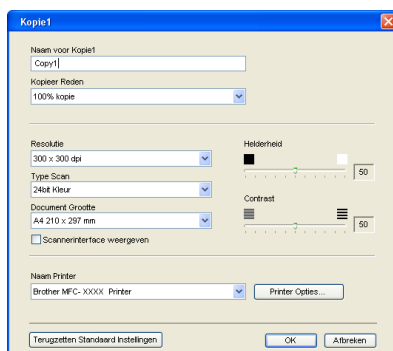 Kopie1
Naam voor Kopie1
Copy1
Kopieer Reden
100% kopie
Resolutie
300 x 300 dpi
Type Scan
24bit Kleur
Document Grootte
A4 210 x 297 mm
Scannerinterface weergeven
Helderheid
50
Contrast
50
Naam Printer
Brother MFC- XXXX Printer
Printer Opties...
Terugzetten Standaard Instellingen
OK
Afbreken